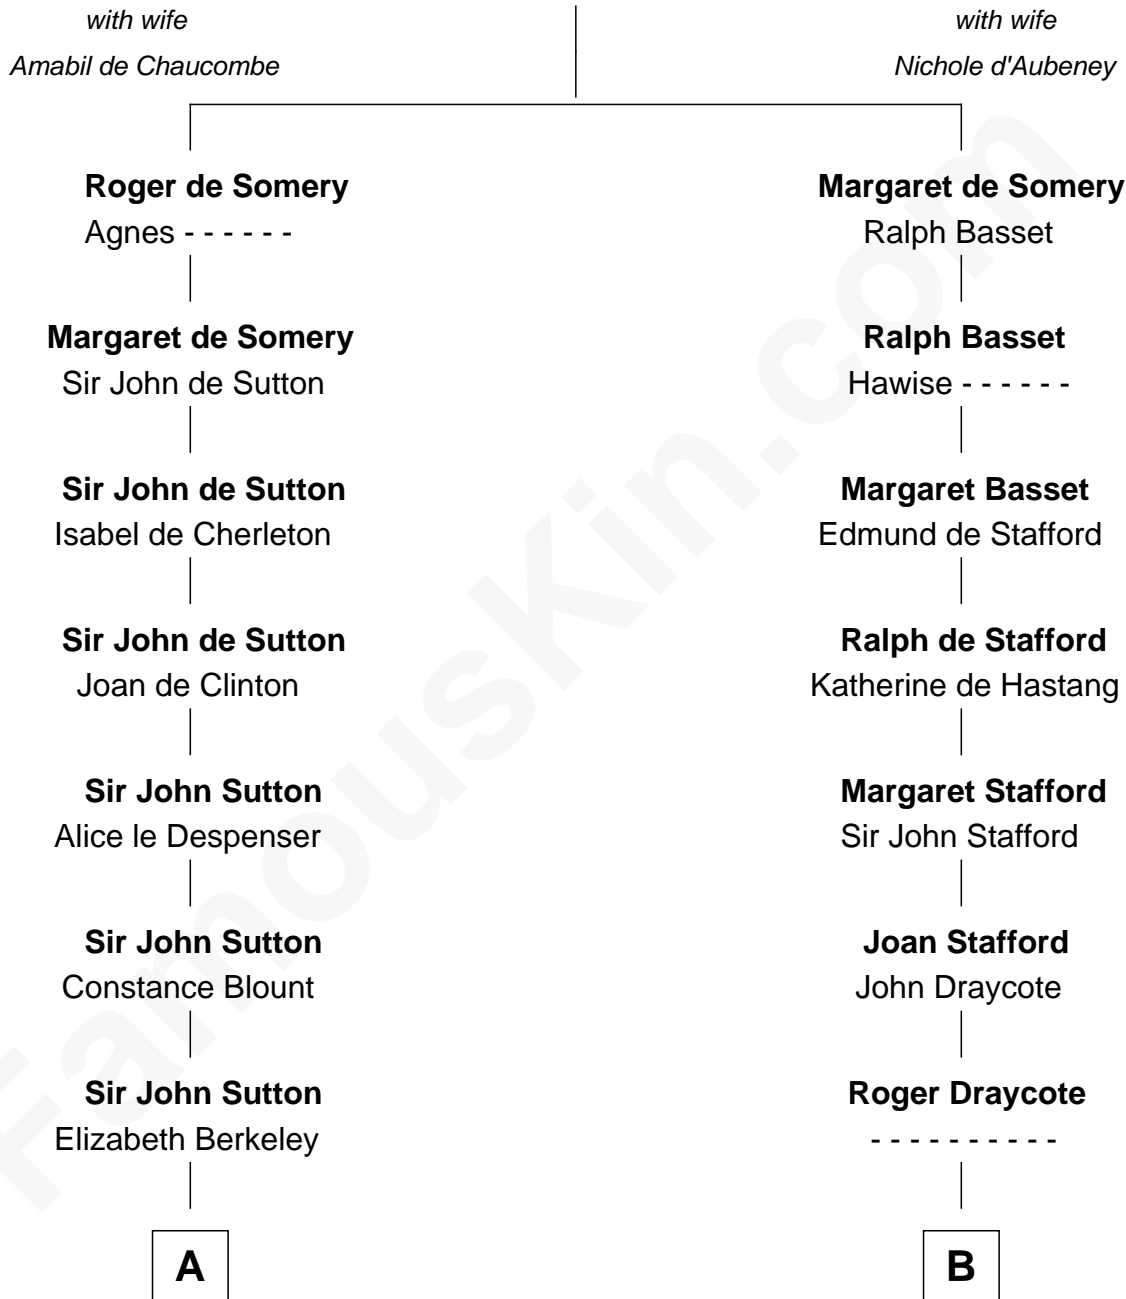 with wife
Amabil de Chaucombe
with wife
Nichole d'Aubeney
Roger de Somery
Agnes - - - - - -
Margaret de Somery
Ralph Basset
Margaret de Somery
Sir John de Sutton
Ralph Basset
Hawise - - - - - -
Sir John de Sutton
Isabel de Cherleton
Margaret Basset
Edmund de Stafford
Sir John de Sutton
Joan de Clinton
Ralph de Stafford
Katherine de Hastang
Sir John Sutton
Alice le Despenser
Margaret Stafford
Sir John Stafford
Sir John Sutton
Constance Blount
Joan Stafford
John Draycote
Sir John Sutton
Elizabeth Berkeley
Roger Draycote
- - - - - - - - - -
A
B
FamousKin.com